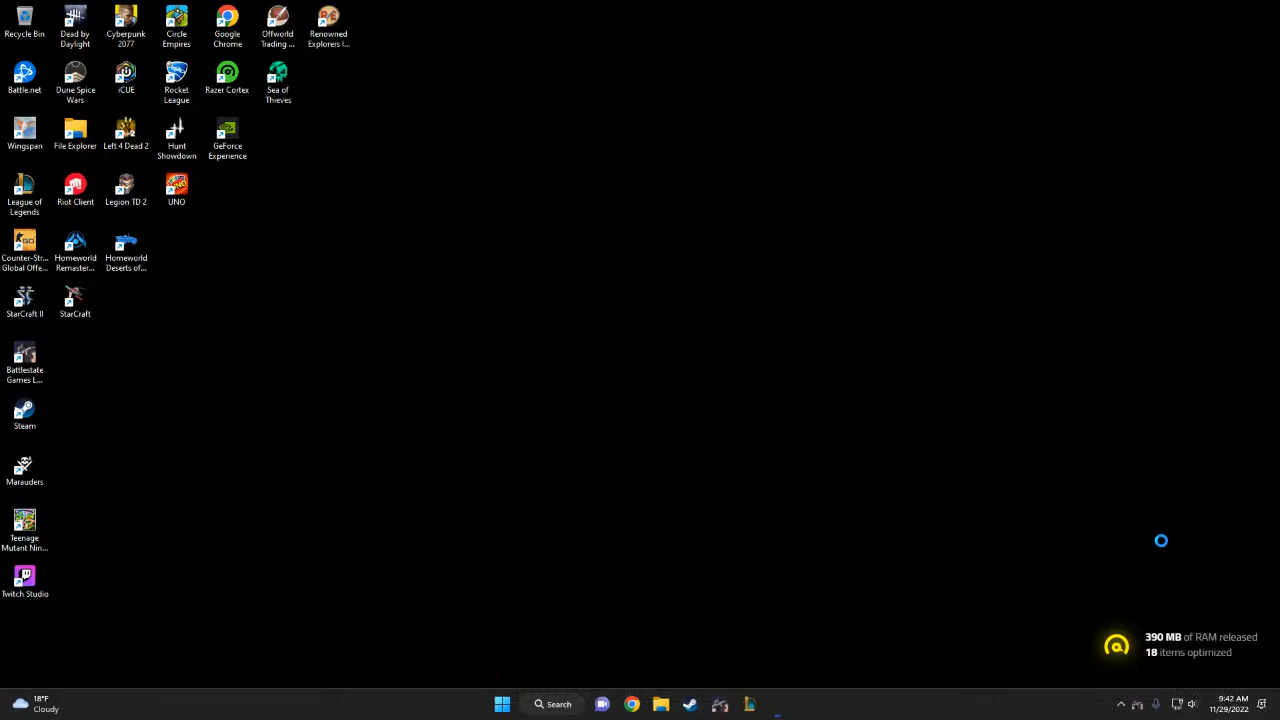 Recycle Bin
Dead by
Daylight
Cyberpunk
2077
Circle
Empires
Google
Chrome
Offworld
Trading ...
Renowned
Explorers I...
Battle.net
Dune Spice
Wars
iCUE
Rocket
League
Razer Cortex
Sea of
Thieves
Wingspan
File Explorer
Left 4 Dead 2
Hunt
Showdown
GeForce
Experience
League of
Legends
Riot Client
Legion TD 2
UNO
Counter-Str...
Global Offe...
Homeworld
Remaster...
Homeworld
Deserts of...
StarCraft II
StarCraft
Battlestate
Games L...
Steam
Marauders
Teenage
Mutant Nin...
Twitch Studio
390 MB of RAM released
18 items optimized
18°F
Cloudy
Search
9:42 AM
11/29/2022